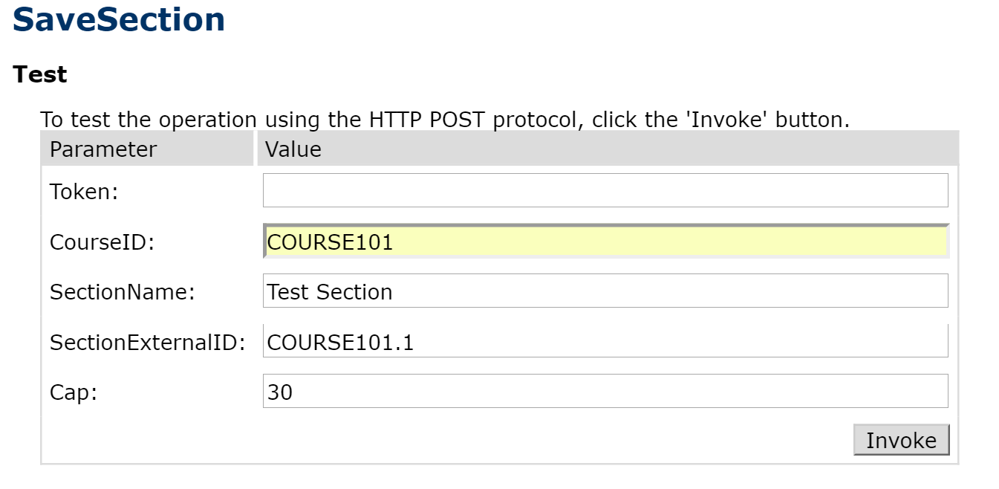 SaveSection
Test
To test the operation using the HTTP POST protocol, click the 'Invoke' button.
Parameter Value
Token:
CourseID: COURSE101
SectionName: Test Section
SectionExternalID: COURSE101.1
Cap: 30
Invoke